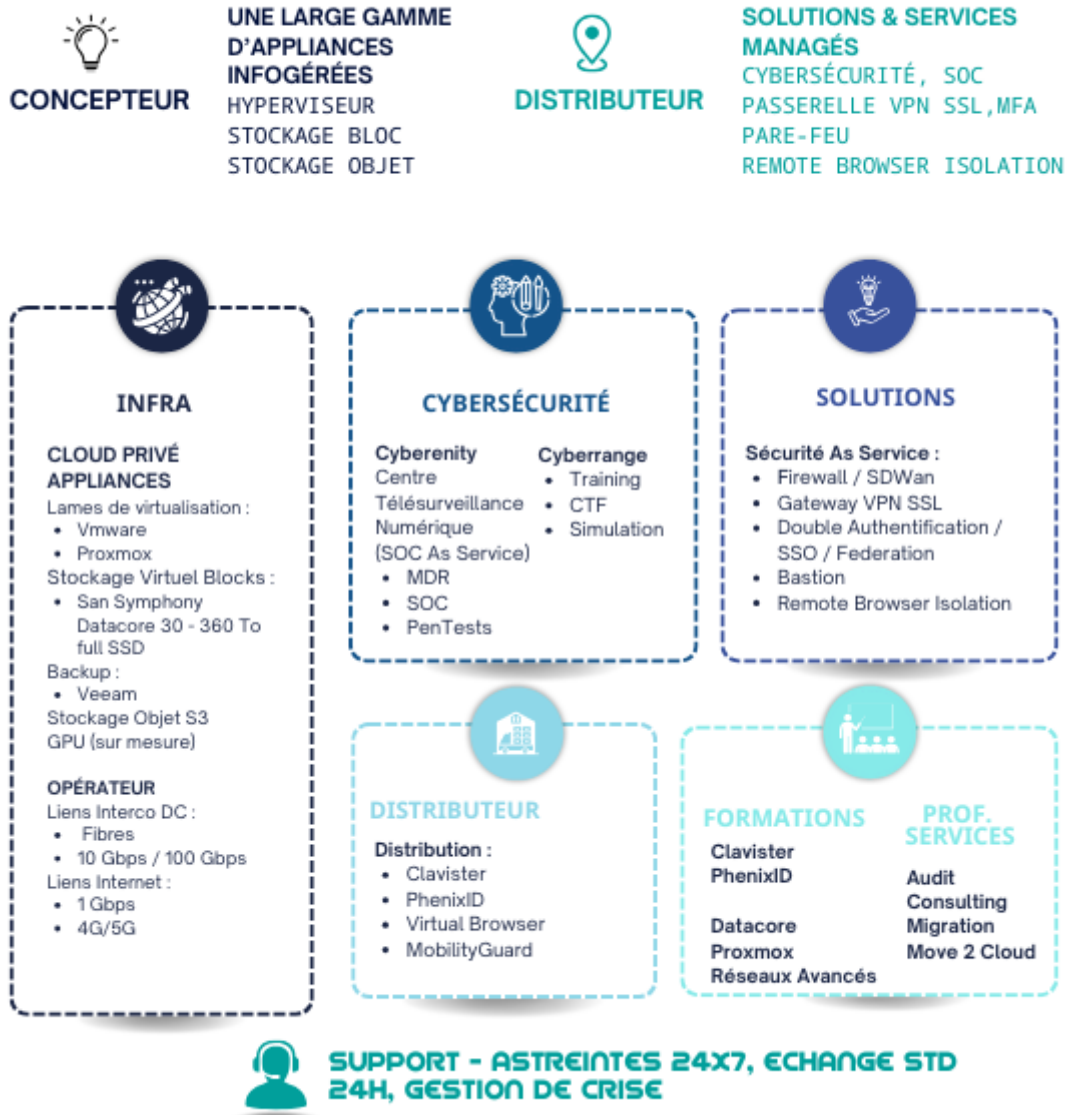 CONCEPTEUR
UNE LARGE GAMME
D'APPLIANCES
INFOGÉRÉES
HYPERVISEUR
STOCKAGE BLOC
STOCKAGE OBJET
DISTRIBUTEUR
SOLUTIONS & SERVICES
MANAGÉS
CYBERSÉCURITÉ, SOC
PASSERELLE VPN SSL,MFA
PARE-FEU
REMOTE BROWSER ISOLATION
INFRA
CLOUD PRIVÉ
APPLIANCES
Lames de virtualisation :
• Vmware
• Proxmox
Stockage Virtuel Blocks :
• San Symphony
Datacore 30 - 360 To
full SSD
Backup :
• Veeam
Stockage Objet S3
GPU (sur mesure)
OPÉRATEUR
Liens Interco DC :
• Fibres
• 10 Gbps / 100 Gbps
Liens Internet :
• 1 Gbps
• 4G/5G
CYBERSÉCURITÉ
Cyberenity
Centre
Télésurveillance
Numérique
(SOC As Service)
• MDR
• SOC
• PenTests
Cyberrange
• Training
• CTF
• Simulation
SOLUTIONS
Sécurité As Service :
• Firewall / SDWan
• Gateway VPN SSL
• Double Authentification /
SSO / Federation
• Bastion
• Remote Browser Isolation
DISTRIBUTEUR
Distribution :
• Clavister
• PhenixID
• Virtual Browser
• MobilityGuard
FORMATIONS
Clavister
PhenixID
Datacore
Proxmox
Réseaux Avancés
PROF.
SERVICES
Audit
Consulting
Migration
Move 2 Cloud
SUPPORT - ASTREINTES 24X7, ECHANGE STD
24H, GESTION DE CRISE